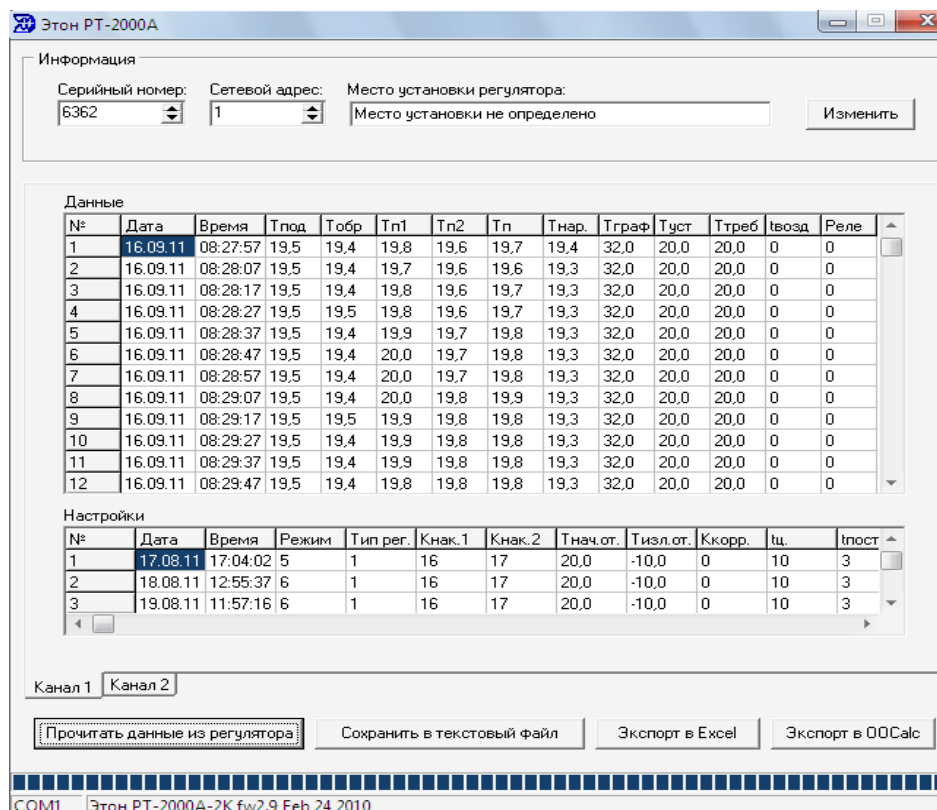 Этон РТ-2000А
Информация
Серийный номер: Сетевой адрес: Место установки регулятора:
6362 1 Место установки не определено Изменить
Данные
№ Дата Время Тпод Тобр Тп1 Тп2 Тп Тнар. Тграф Туст Ттреб tвозд Реле
1 16.09.11 08:27:57 19,5 19,4 19,8 19,6 19,7 19,4 32,0 20,0 20,0 0 0
2 16.09.11 08:28:07 19,5 19,4 19,7 19,6 19,6 19,3 32,0 20,0 20,0 0 0
3 16.09.11 08:28:17 19,5 19,4 19,8 19,6 19,7 19,3 32,0 20,0 20,0 0 0
4 16.09.11 08:28:27 19,5 19,5 19,8 19,6 19,7 19,3 32,0 20,0 20,0 0 0
5 16.09.11 08:28:37 19,5 19,4 19,9 19,7 19,8 19,3 32,0 20,0 20,0 0 0
6 16.09.11 08:28:47 19,5 19,4 20,0 19,7 19,8 19,3 32,0 20,0 20,0 0 0
7 16.09.11 08:28:57 19,5 19,4 20,0 19,7 19,8 19,3 32,0 20,0 20,0 0 0
8 16.09.11 08:29:07 19,5 19,4 20,0 19,8 19,9 19,3 32,0 20,0 20,0 0 0
9 16.09.11 08:29:17 19,5 19,5 19,9 19,8 19,8 19,3 32,0 20,0 20,0 0 0
10 16.09.11 08:29:27 19,5 19,4 19,9 19,8 19,8 19,3 32,0 20,0 20,0 0 0
11 16.09.11 08:29:37 19,5 19,4 19,9 19,8 19,8 19,3 32,0 20,0 20,0 0 0
12 16.09.11 08:29:47 19,5 19,4 19,8 19,8 19,8 19,3 32,0 20,0 20,0 0 0
Настройки
№ Дата Время Режим Тип рег. Кнак.1 Кнак.2 Тнач.от. Тизл.от. Ккорр. tц. tпост
1 17.08.11 17:04:02 5 1 16 17 20,0 -10,0 0 10 3
2 18.08.11 12:55:37 6 1 16 17 20,0 -10,0 0 10 3
3 19.08.11 11:57:16 6 1 16 17 20,0 -10,0 0 10 3
Канал 1 Канал 2
Прочитать данные из регулятора Сохранить в текстовый файл Экспорт в Excel Экспорт в OOCalc
COM1 Этон РТ-2000А-2К fw2.9 Feb 24 2010